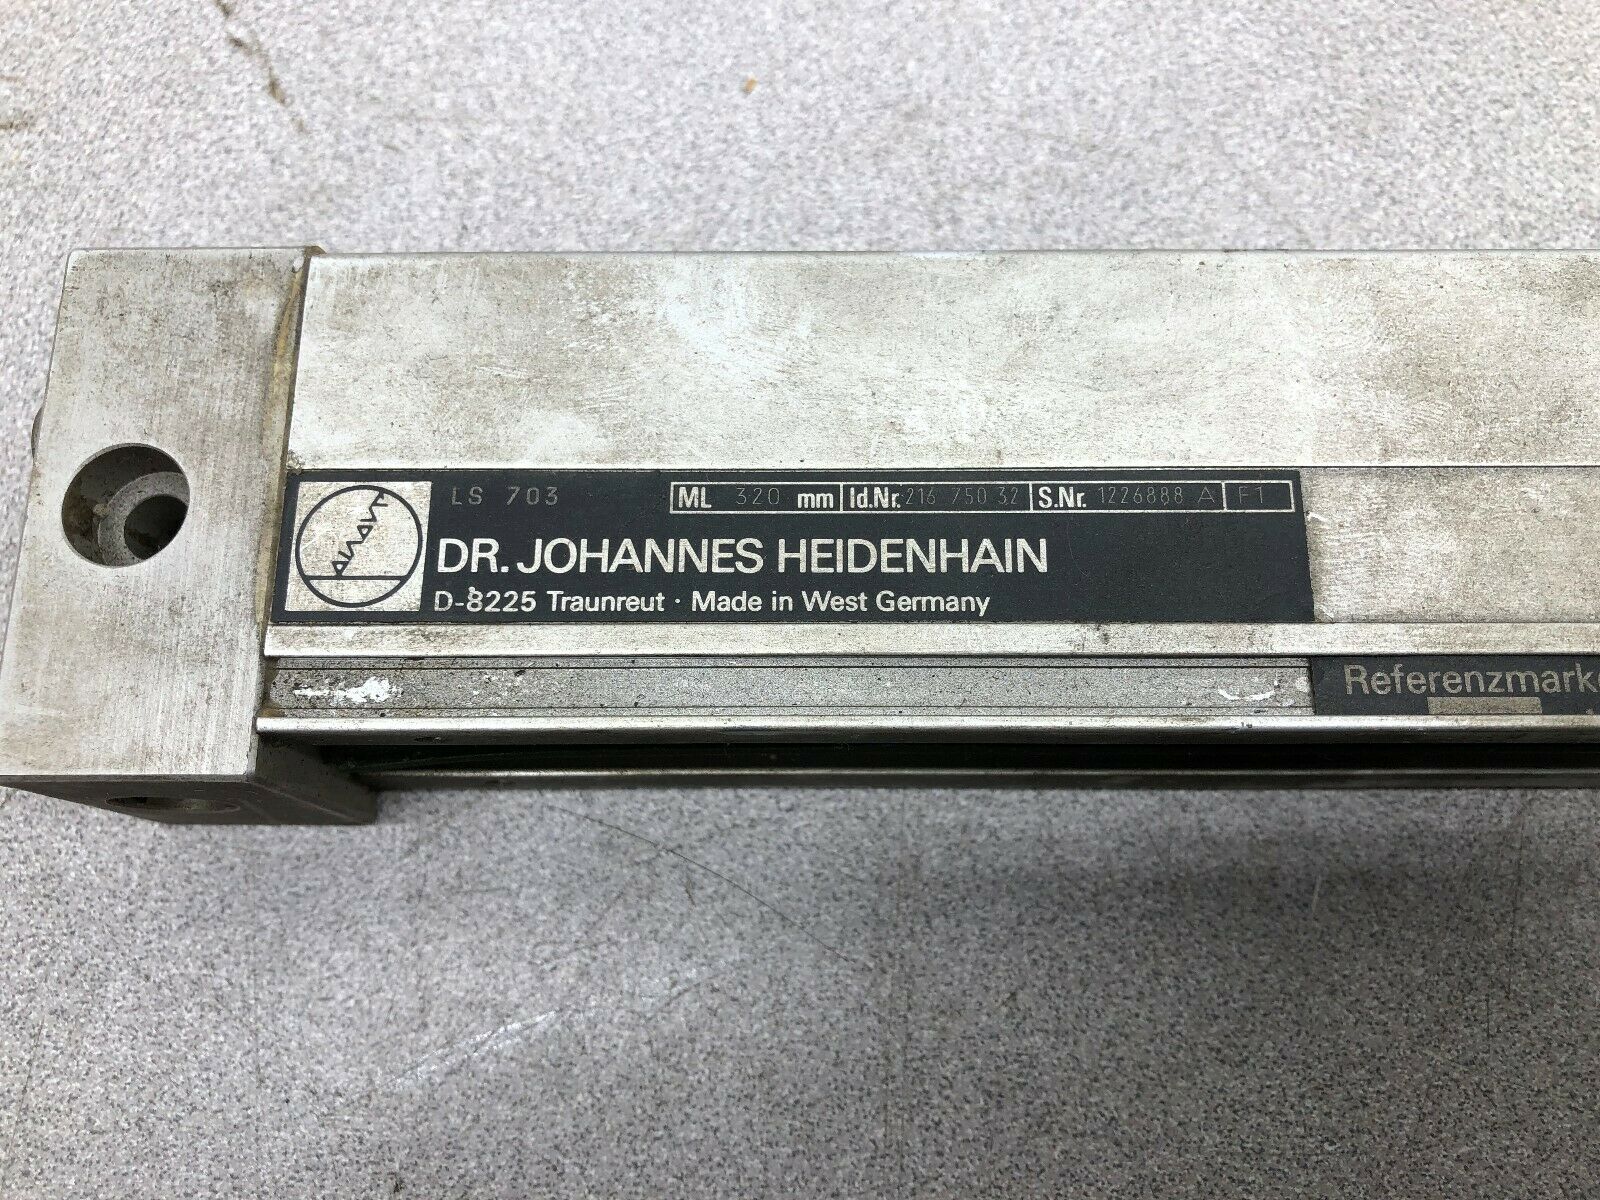 LS 703 ML 320 mm Id.Nr. 216 750 32 S.Nr. 1226888 A F1
DR. JOHANNES HEIDENHAIN
D-8225 Traunreut · Made in West Germany
Referenzmarke